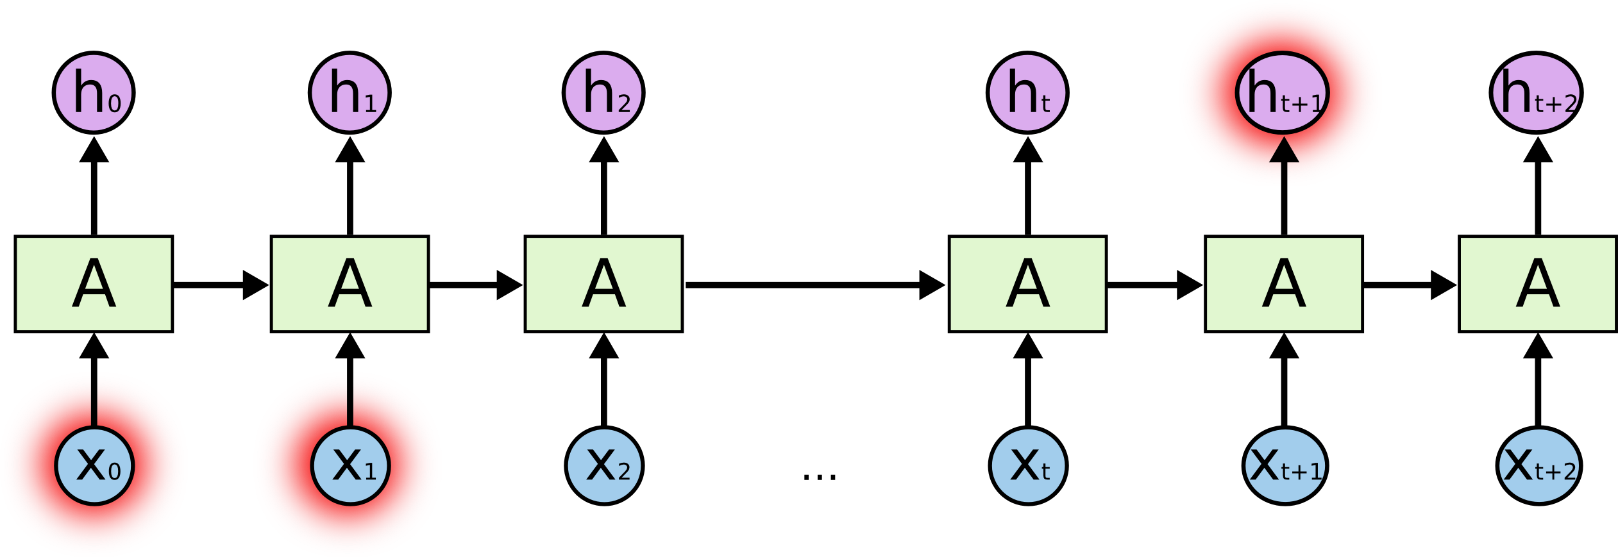 h₀ h₁ h₂ hₜ hₜ₊₁ hₜ₊₂
A A A A A A
x₀ x₁ x₂ ... xₜ xₜ₊₁ xₜ₊₂